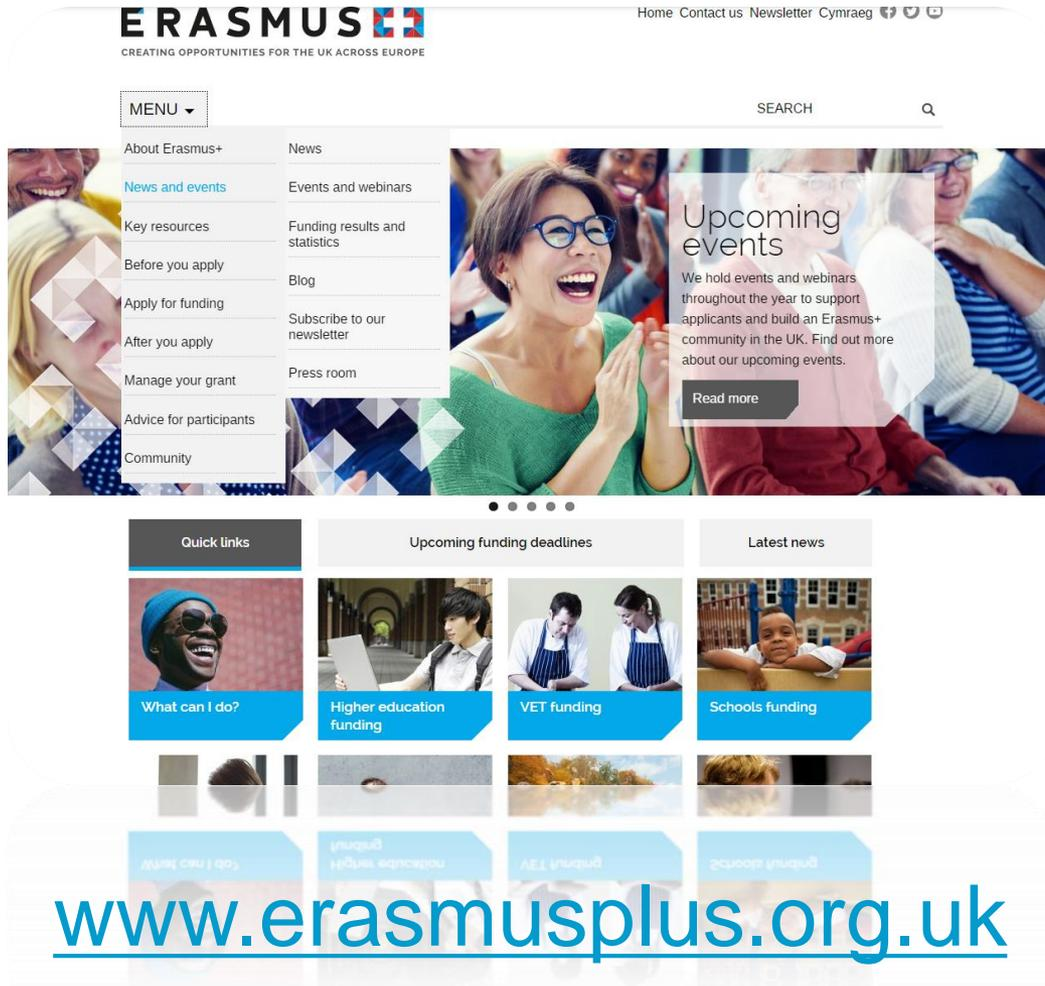 ERASMUS+
CREATING OPPORTUNITIES FOR THE UK ACROSS EUROPE
Home Contact us Newsletter Cymraeg
MENU
SEARCH
About Erasmus+
News and events
Key resources
Before you apply
Apply for funding
After you apply
Manage your grant
Advice for participants
Community
News
Events and webinars
Funding results and
statistics
Blog
Subscribe to our
newsletter
Press room
Upcoming
events
We hold events and webinars
throughout the year to support
applicants and build an Erasmus+
community in the UK. Find out more
about our upcoming events.
Read more
Quick links
Upcoming funding deadlines
Latest news
What can I do?
Higher education
funding
VET funding
Schools funding
www.erasmusplus.org.uk